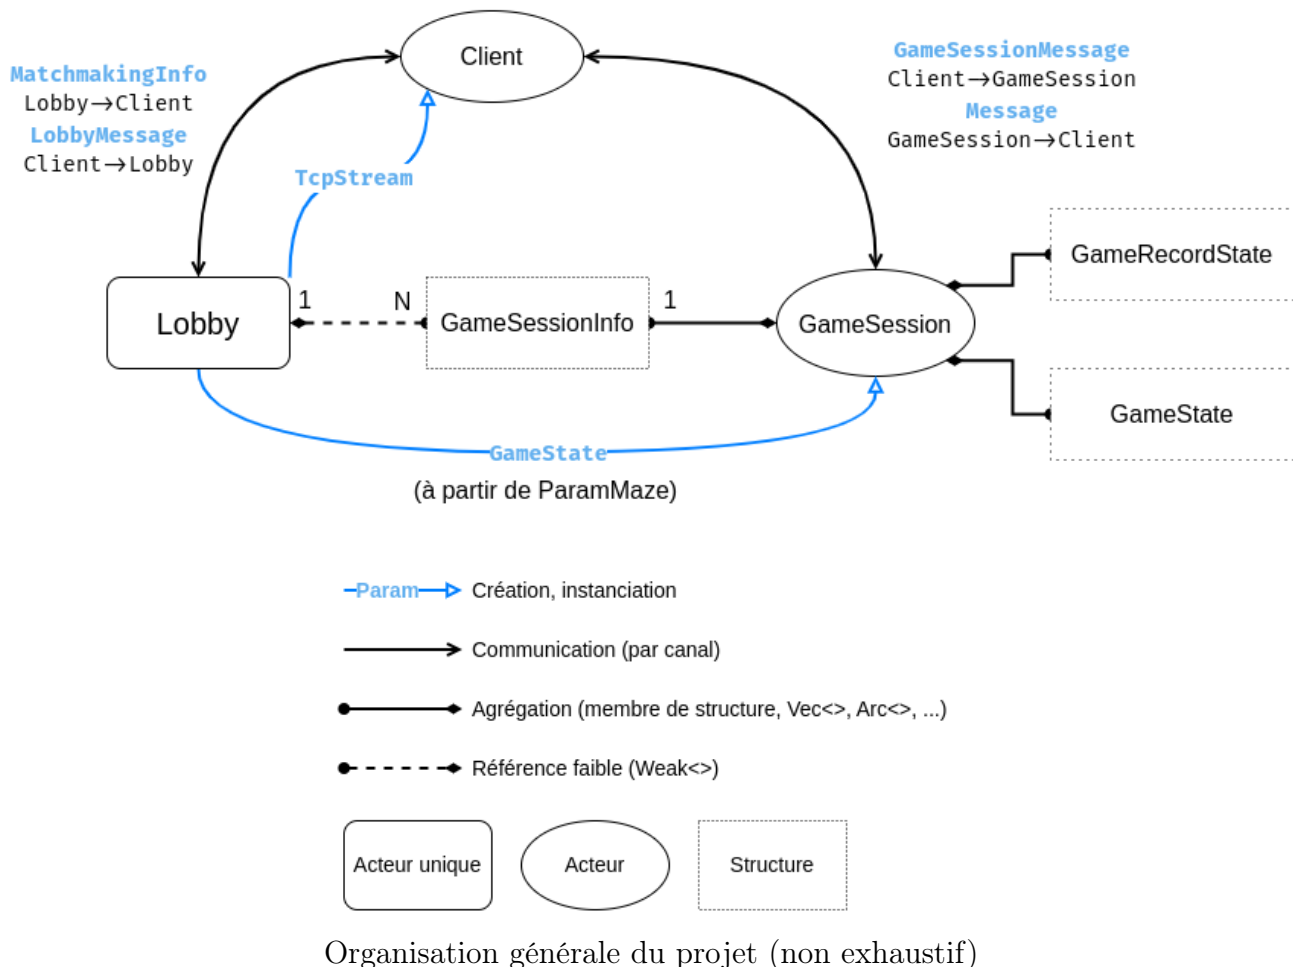 Client
MatchmakingInfo
Lobby→Client
LobbyMessage
Client→Lobby
GameSessionMessage
Client→GameSession
Message
GameSession→Client
TcpStream
GameRecordState
Lobby
1
N
GameSessionInfo
1
GameSession
GameState
GameState
(à partir de ParamMaze)
Param
Création, instanciation
Communication (par canal)
Agrégation (membre de structure, Vec<>, Arc<>, ...)
Référence faible (Weak<>)
Acteur unique
Acteur
Structure
Organisation générale du projet (non exhaustif)